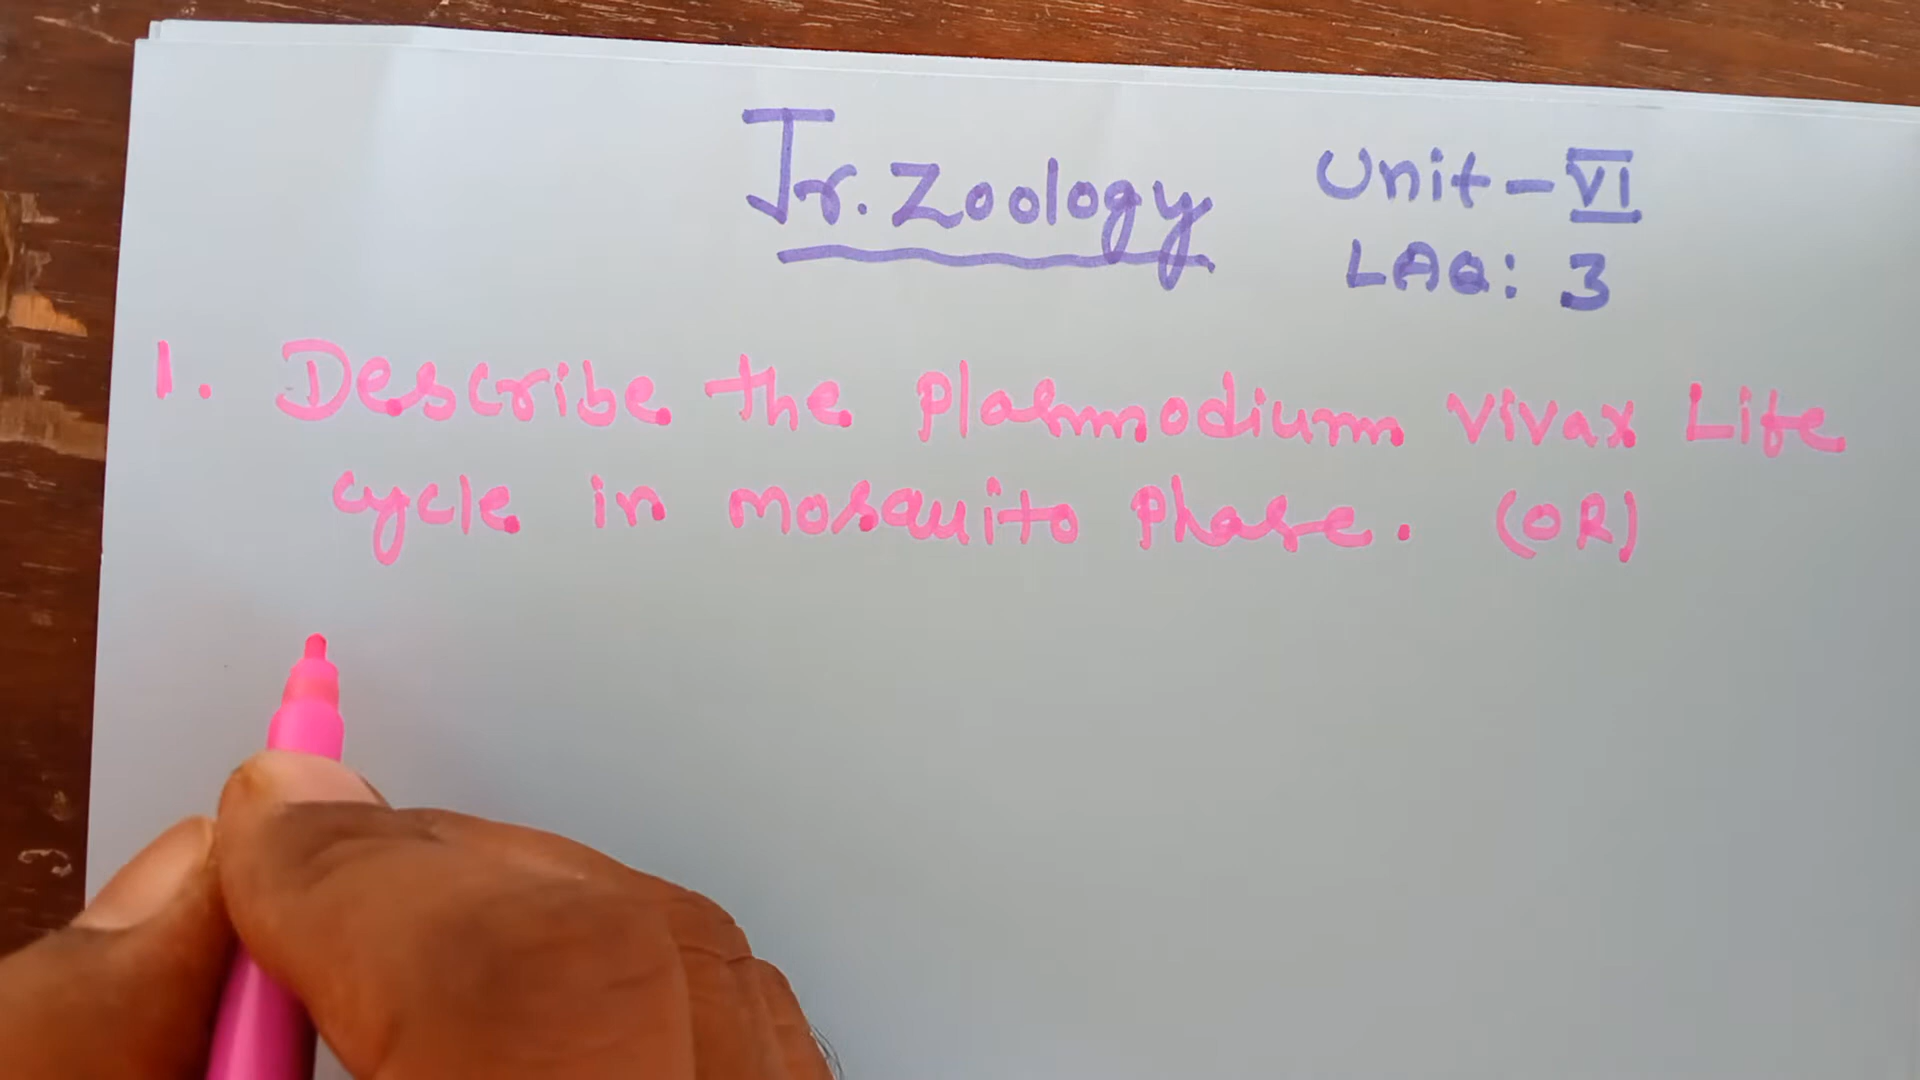 Jr. Zoology
Unit - VI
LAQ: 3
1. Describe the plasmodium vivax Life
cycle in mosquito phase. (OR)